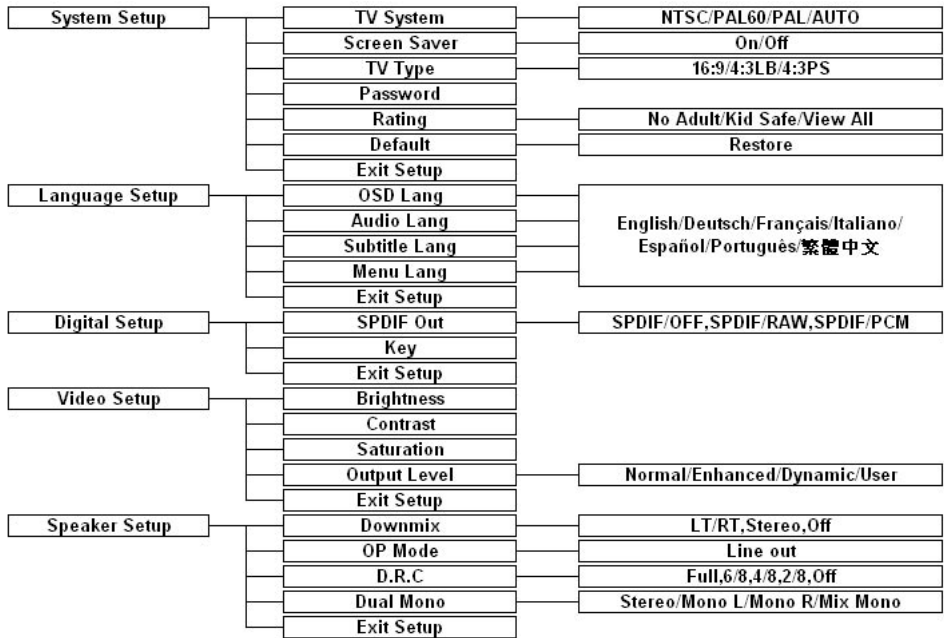 System Setup
TV System
NTSC/PAL60/PAL/AUTO
Screen Saver
On/Off
TV Type
16:9/4:3LB/4:3PS
Password
Rating
No Adult/Kid Safe/View All
Default
Restore
Exit Setup
Language Setup
OSD Lang
Audio Lang
Subtitle Lang
Menu Lang
English/Deutsch/Français/Italiano/
Español/Português/繁體中文
Exit Setup
Digital Setup
SPDIF Out
SPDIF/OFF,SPDIF/RAW,SPDIF/PCM
Key
Exit Setup
Video Setup
Brightness
Contrast
Saturation
Output Level
Normal/Enhanced/Dynamic/User
Exit Setup
Speaker Setup
Downmix
LT/RT,Stereo,Off
OP Mode
Line out
D.R.C
Full,6/8,4/8,2/8,Off
Dual Mono
Stereo/Mono L/Mono R/Mix Mono
Exit Setup